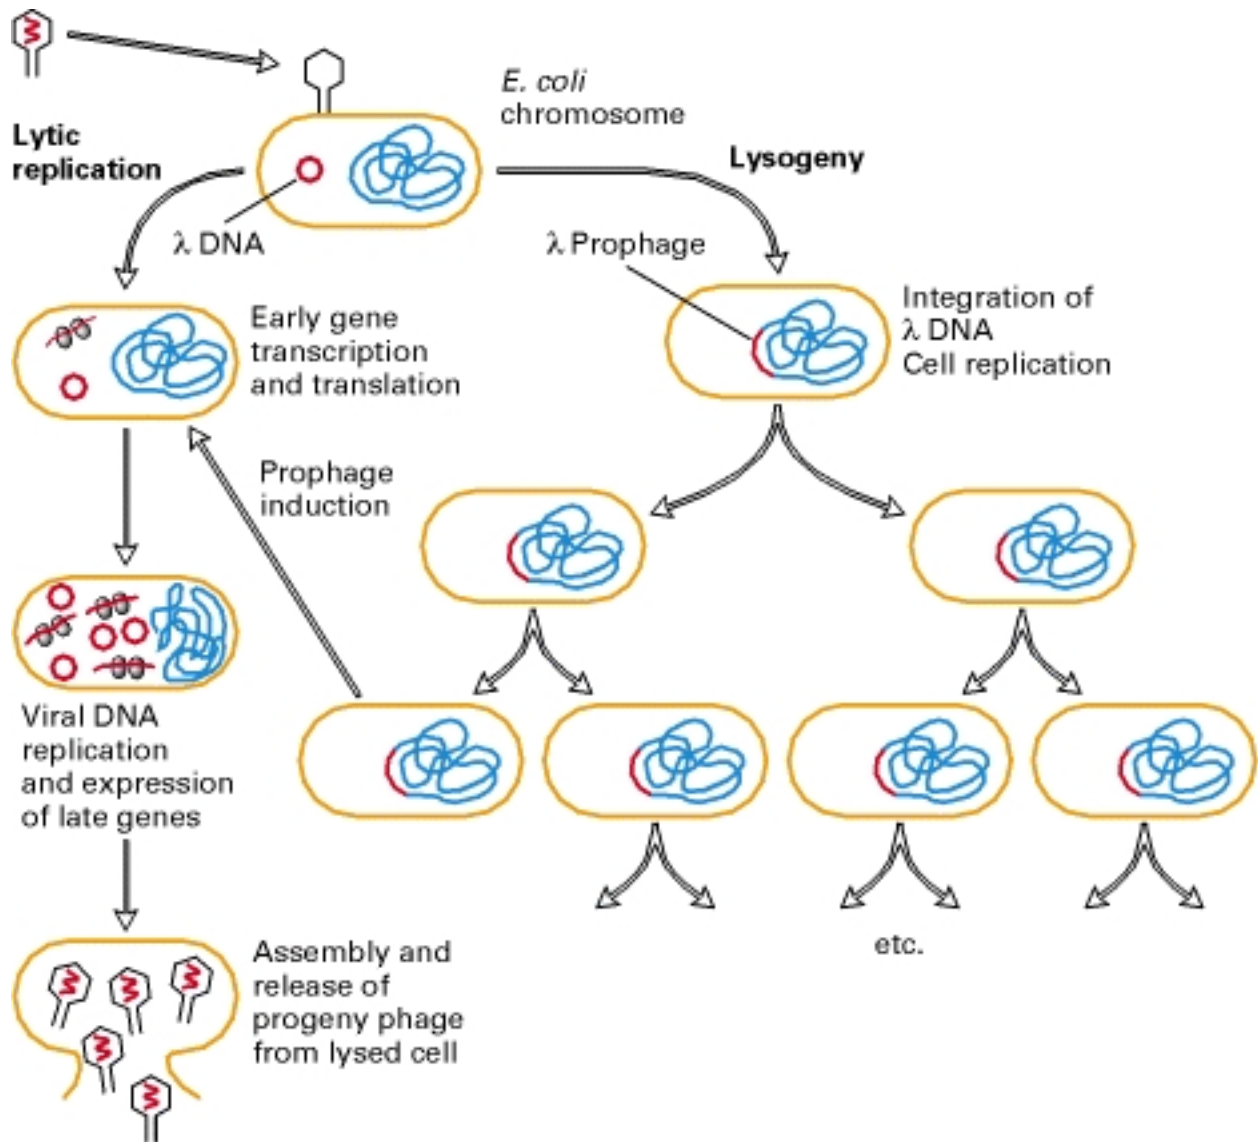 E. coli
chromosome
Lytic
replication
Lysogeny
λ DNA
λ Prophage
Integration of
λ DNA
Cell replication
Early gene
transcription
and translation
Prophage
induction
Viral DNA
replication
and expression
of late genes
etc.
Assembly and
release of
progeny phage
from lysed cell